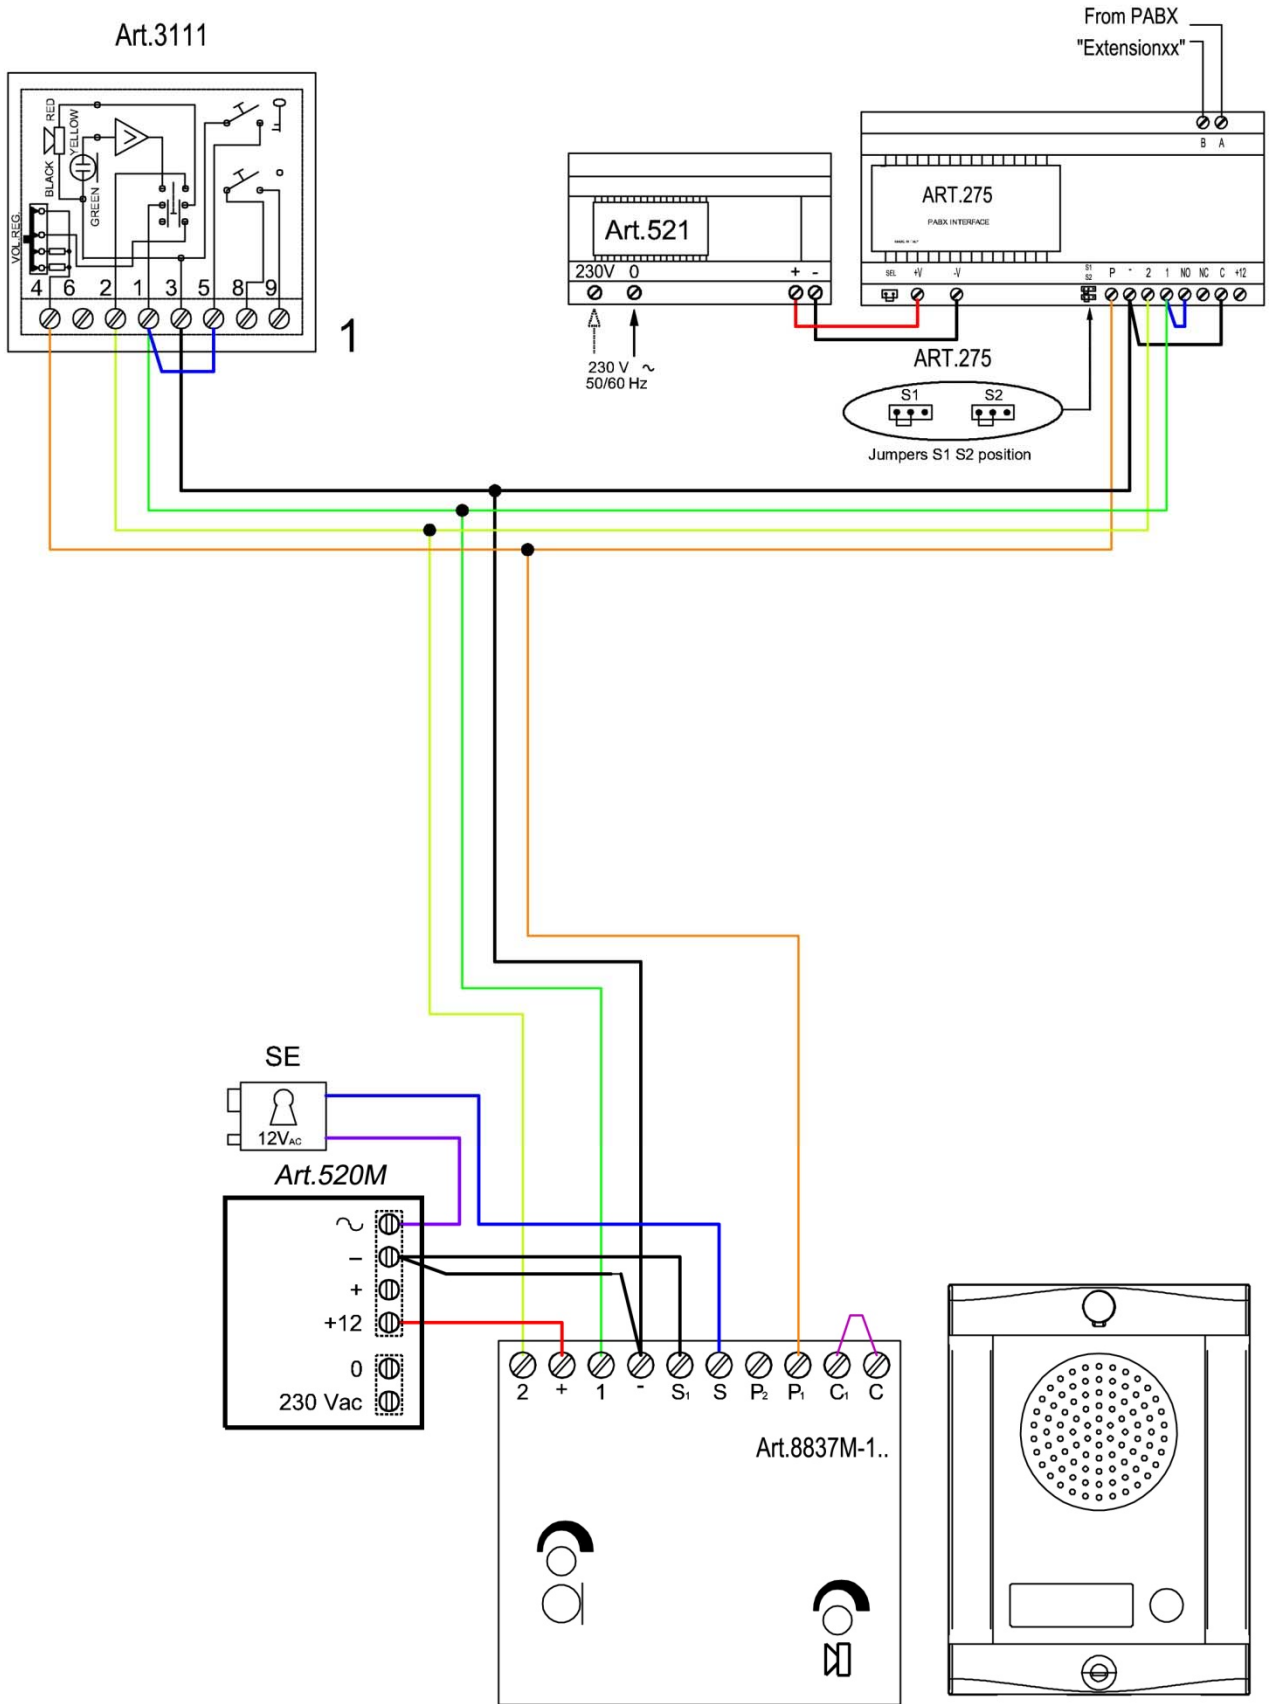 From PABX
"Extensionxx"
Art.3111
RED
BLACK
YELLOW
GREEN
VOL.REG.
4 6 2 1 3 5 8 9
1
B A
ART.275
PABX INTERFACE
Art.521
230V 0 + -
SEL +V -V S1 S2 P - 2 1 NO NC C +12
230 V ~
50/60 Hz
ART.275
S1 S2
Jumpers S1 S2 position
SE
12VAC
Art.520M
~
–
+
+12
0
230 Vac
2 + 1 - S1 S P2 P1 C1 C
Art.8837M-1..